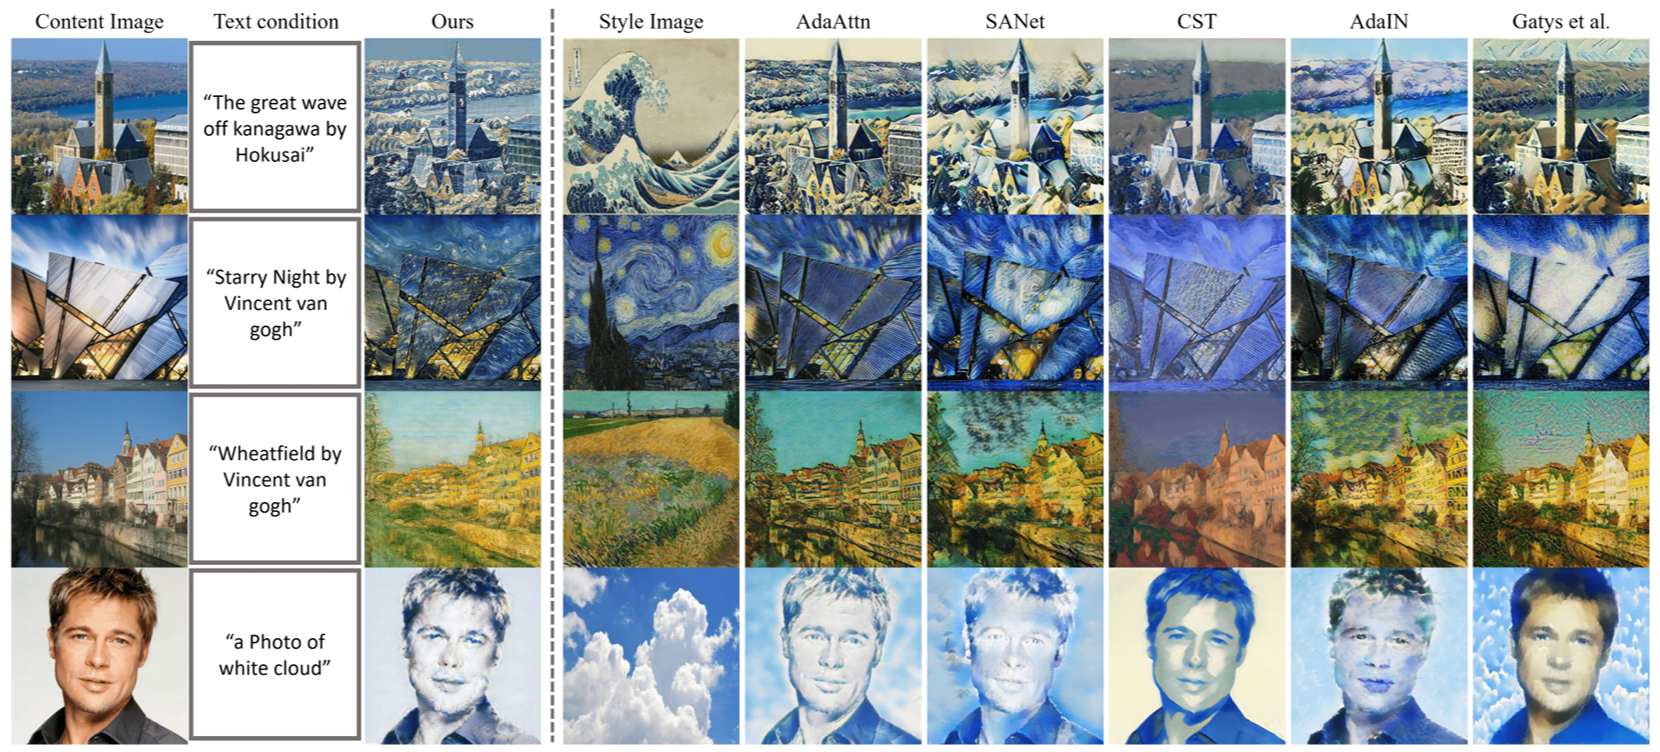 Content Image Text condition Ours Style Image AdaAttn SANet CST AdaIN Gatys et al.
“The great wave
off kanagawa by
Hokusai”
“Starry Night by
Vincent van
gogh”
“Wheatfield by
Vincent van
gogh”
“a Photo of
white cloud”